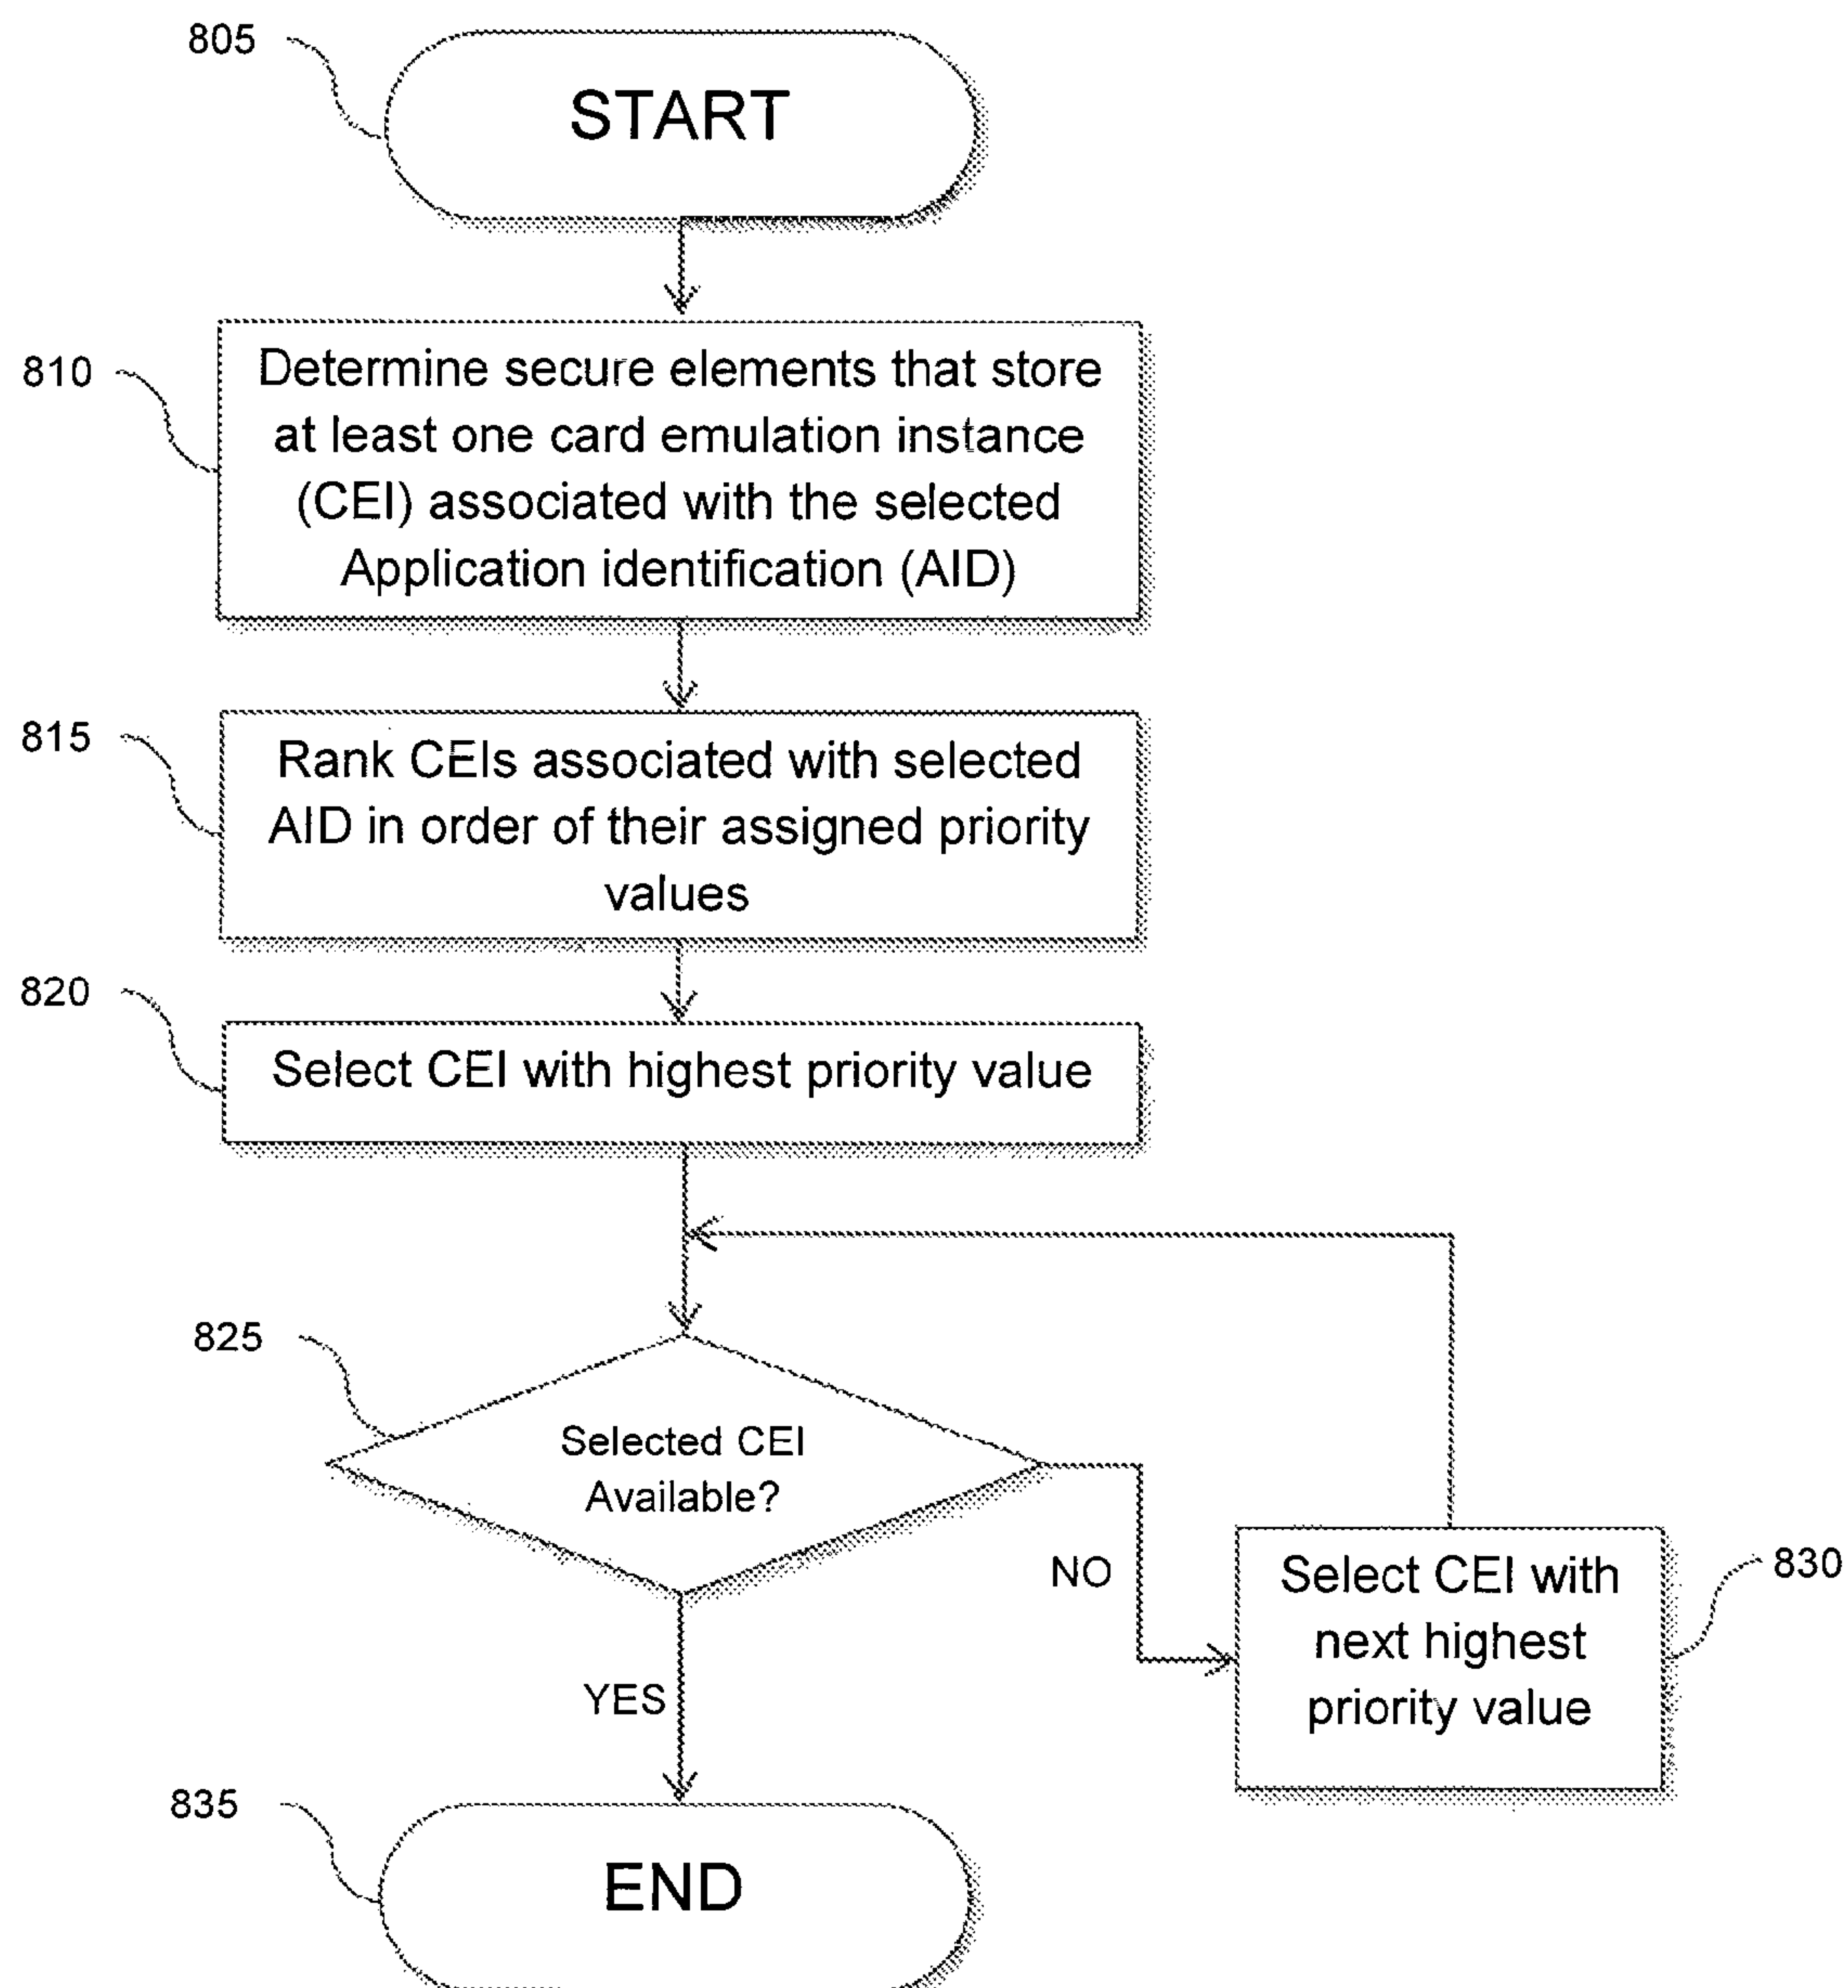 805
START
810
Determine secure elements that store
at least one card emulation instance
(CEI) associated with the selected
Application identification (AID)
815
Rank CEIs associated with selected
AID in order of their assigned priority
values
820
Select CEI with highest priority value
825
Selected CEI
Available?
NO
830
Select CEI with
next highest
priority value
YES
835
END